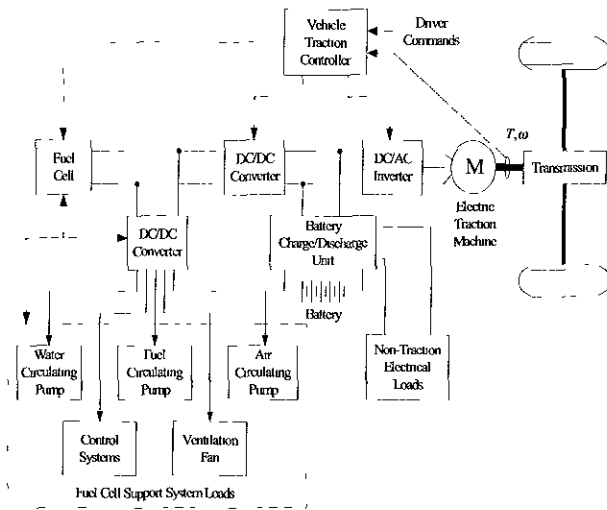 Vehicle
Traction
Controller
Driver
Commands
T,ω
Fuel
Cell
DC/DC
Converter
DC/AC
Inverter
M
Transmission
Electric
Traction
Machine
DC/DC
Converter
Battery
Charge/Discharge
Unit
Battery
Water
Circulating
Pump
Fuel
Circulating
Pump
Air
Circulating
Pump
Non-Traction
Electrical
Loads
Control
Systems
Ventilation
Fan
Fuel Cell Support System Loads